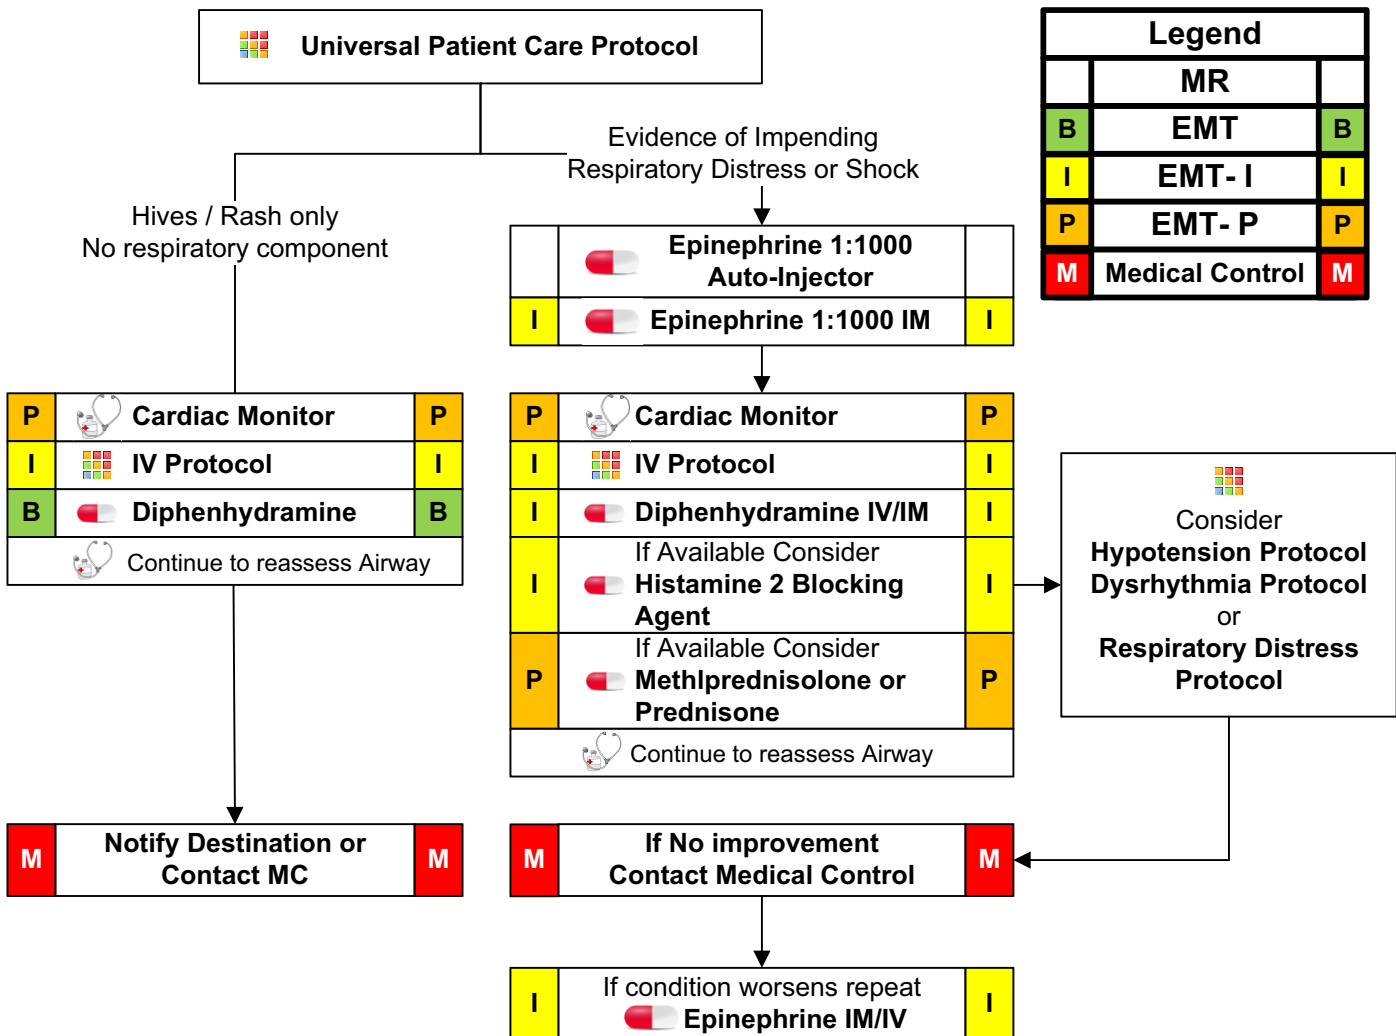 Universal Patient Care Protocol
Legend
MR
B EMT B
I EMT- I I
P EMT- P P
M Medical Control M
Evidence of Impending
Respiratory Distress or Shock
Hives / Rash only
No respiratory component
Epinephrine 1:1000
Auto-Injector
I Epinephrine 1:1000 IM I
P Cardiac Monitor P
I IV Protocol I
B Diphenhydramine B
Continue to reassess Airway
P Cardiac Monitor P
I IV Protocol I
I Diphenhydramine IV/IM I
If Available Consider
I Histamine 2 Blocking I
Agent
If Available Consider
P Methlprednisolone or P
Prednisone
Continue to reassess Airway
Consider
Hypotension Protocol
Dysrhythmia Protocol
or
Respiratory Distress
Protocol
M Notify Destination or M
Contact MC
M If No improvement M
Contact Medical Control
I If condition worsens repeat I
Epinephrine IM/IV